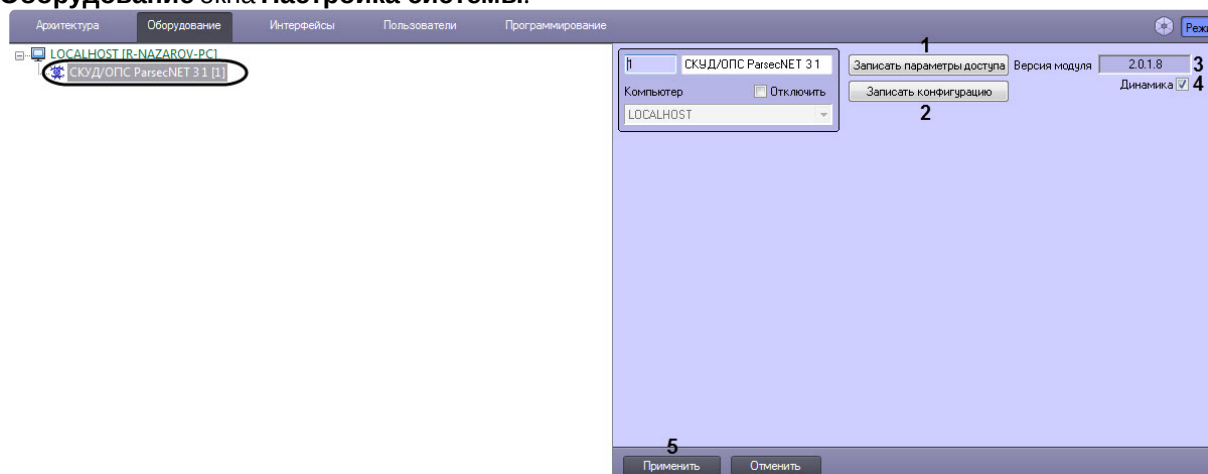 Оборудование окна Настройка системы.
Архитектура Оборудование Интерфейсы Пользователи Программирование
LOCALHOST [R-NAZAROV-PC]
СКУД/ОПС ParsecNET 3 1 [1]
1
1 СКУД/ОПС ParsecNET 3 1 Записать параметры доступа Версия модуля 2.0.1.8 3
Компьютер Отключить Записать конфигурацию Динамика 4
LOCALHOST 2
5
Применить Отменить